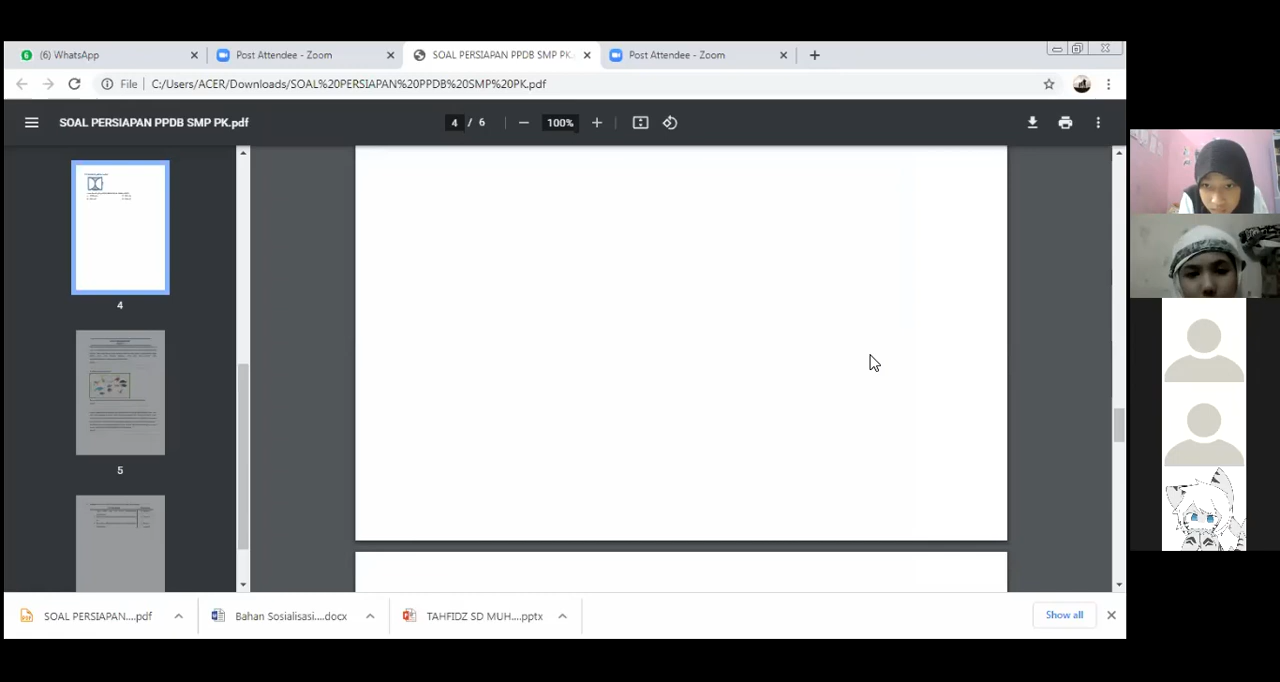 (6) WhatsApp
Post Attendee - Zoom
SOAL PERSIAPAN PPDB SMP PK
Post Attendee - Zoom
File
C:/Users/ACER/Downloads/SOAL%20PERSIAPAN%20PPDB%20SMP%20PK.pdf
SOAL PERSIAPAN PPDB SMP PK.pdf
4 / 6
100%
4
5
SOAL PERSIAPAN....pdf
Bahan Sosialisasi....docx
TAHFIDZ SD MUH....pptx
Show all